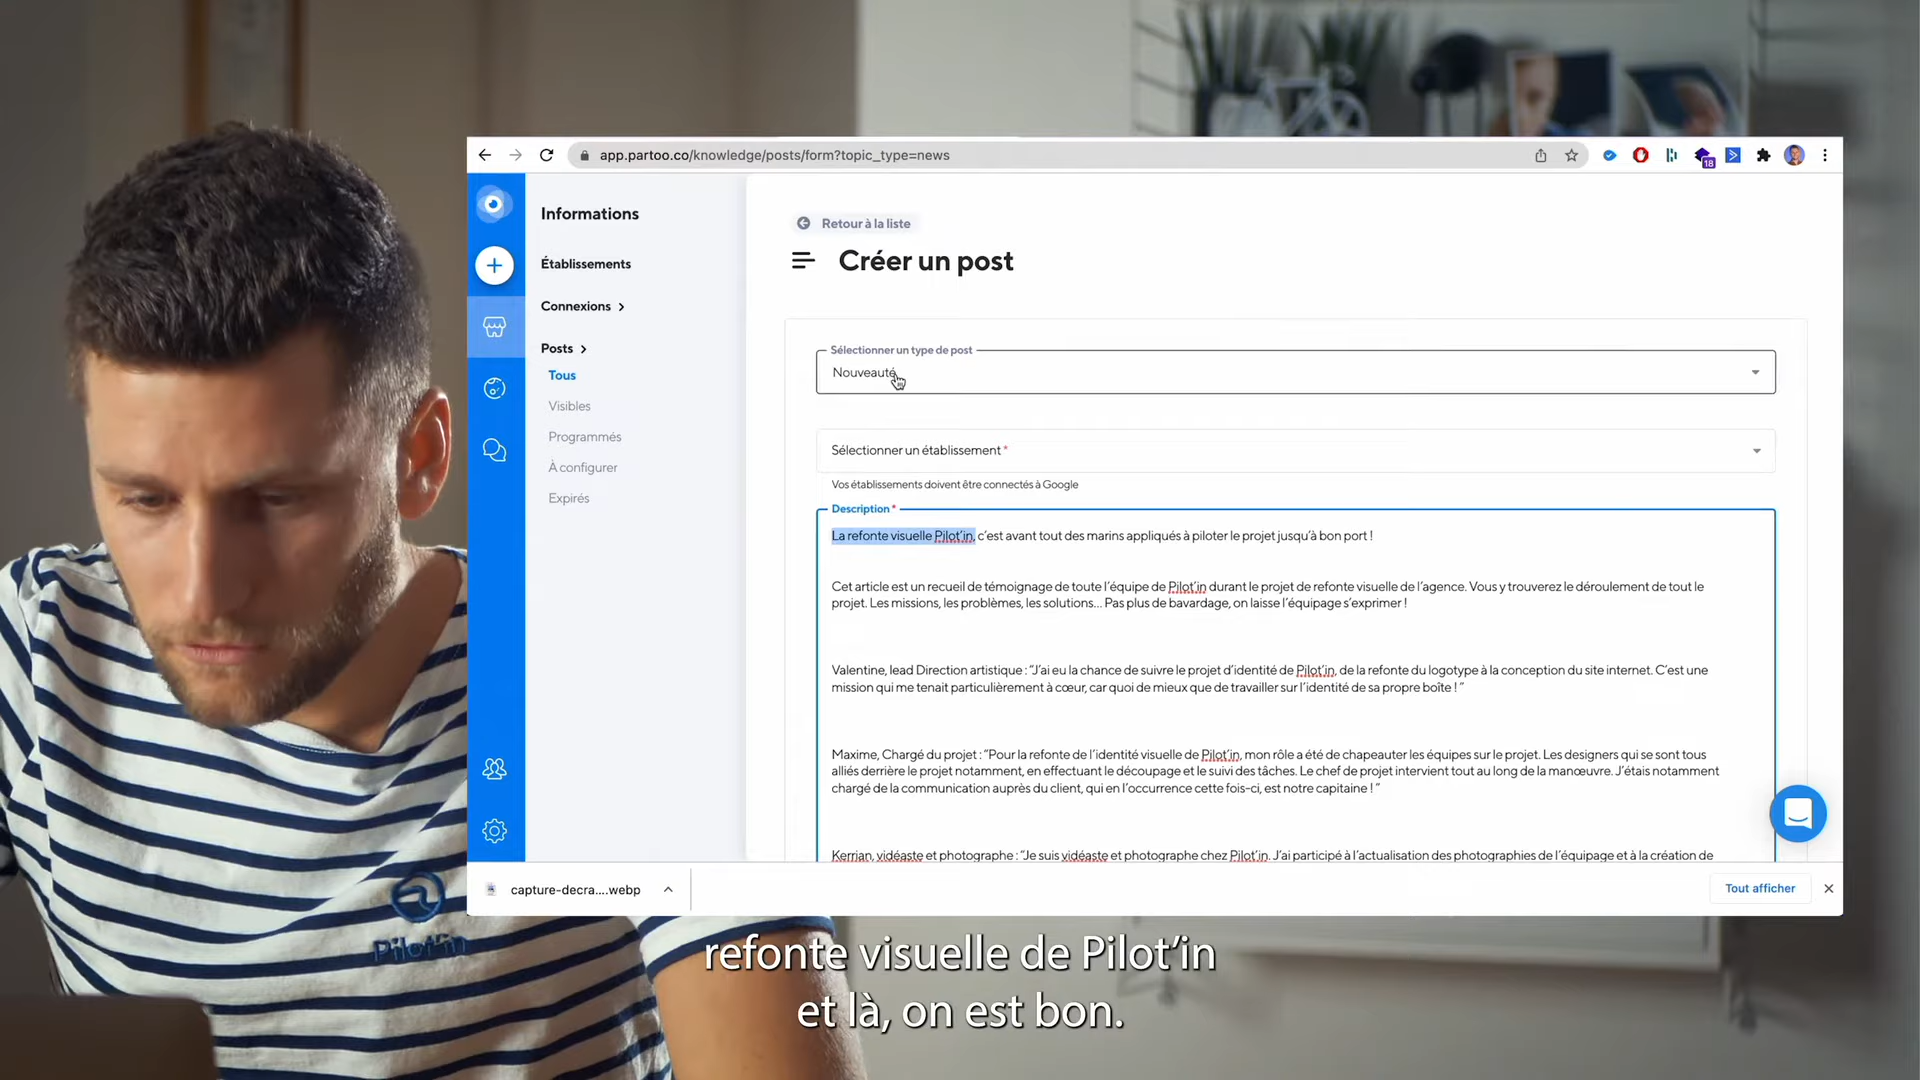 app.partoo.co/knowledge/posts/form?topic_type=news
18
Informations
Établissements
Connexions
Posts
Tous
Visibles
Programmés
À configurer
Expirés
Retour à la liste
Créer un post
Sélectionner un type de post
Nouveauté
Sélectionner un établissement*
Vos établissements doivent être connectés à Google
Description*
La refonte visuelle Pilot’in, c’est avant tout des marins appliqués à piloter le projet jusqu’à bon port !
Cet article est un recueil de témoignage de toute l’équipe de Pilot’in durant le projet de refonte visuelle de l’agence. Vous y trouverez le déroulement de tout le
projet. Les missions, les problèmes, les solutions… Pas plus de bavardage, on laisse l’équipage s’exprimer !
Valentine, lead Direction artistique : “J’ai eu la chance de suivre le projet d’identité de Pilot’in, de la refonte du logotype à la conception du site internet. C’est une
mission qui me tenait particulièrement à cœur, car quoi de mieux que de travailler sur l’identité de sa propre boîte ! ”
Maxime, Chargé du projet : “Pour la refonte de l’identité visuelle de Pilot’in, mon rôle a été de chapeauter les équipes sur le projet. Les designers qui se sont tous
alliés derrière le projet notamment, en effectuant le découpage et le suivi des tâches. Le chef de projet intervient tout au long de la manœuvre. J’étais notamment
chargé de la communication auprès du client, qui en l’occurrence cette fois-ci, est notre capitaine ! ”
Kerrian, vidéaste et photographe : “Je suis vidéaste et photographe chez Pilot’in. J’ai participé à l’actualisation des photographies de l’équipage et à la création de
capture-decra....webp
Tout afficher
Pilot’in
refonte visuelle de Pilot’in
et là, on est bon.